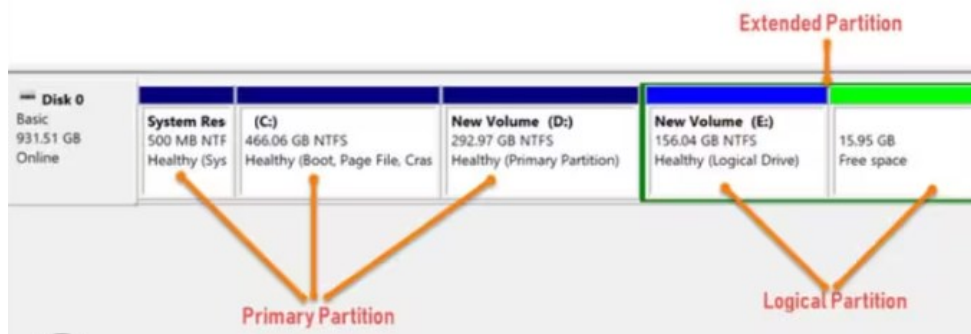 Extended Partition
Disk 0
Basic
931.51 GB
Online
System Res
500 MB NTF
Healthy (Sys
(C:)
466.06 GB NTFS
Healthy (Boot, Page File, Cras
New Volume (D:)
292.97 GB NTFS
Healthy (Primary Partition)
New Volume (E:)
156.04 GB NTFS
Healthy (Logical Drive)
15.95 GB
Free space
Primary Partition
Logical Partition